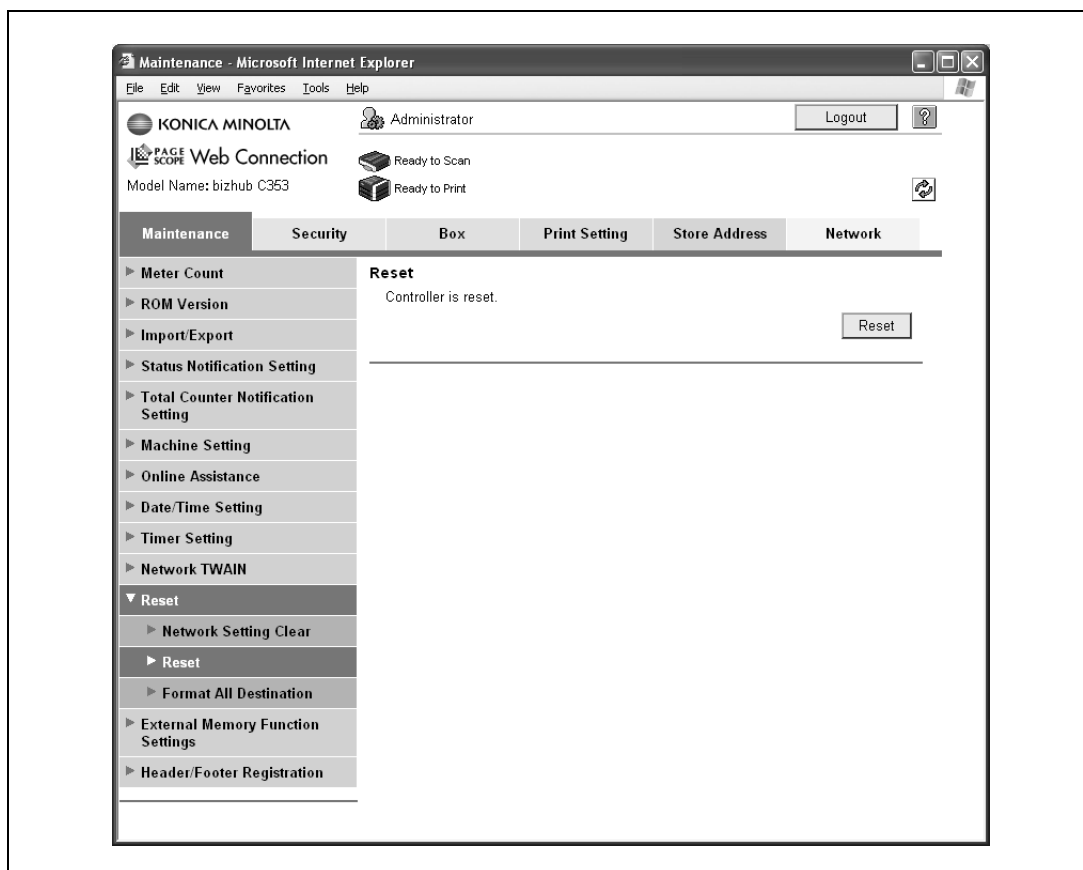 Maintenance - Microsoft Internet Explorer
File Edit View Favorites Tools Help
KONICA MINOLTA
Administrator
Logout
?
PAGE SCOPE Web Connection
Ready to Scan
Model Name: bizhub C353
Ready to Print
Maintenance Security Box Print Setting Store Address Network
Meter Count
ROM Version
Import/Export
Status Notification Setting
Total Counter Notification
Setting
Machine Setting
Online Assistance
Date/Time Setting
Timer Setting
Network TWAIN
Reset
Network Setting Clear
Reset
Format All Destination
External Memory Function
Settings
Header/Footer Registration
Reset
Controller is reset.
Reset